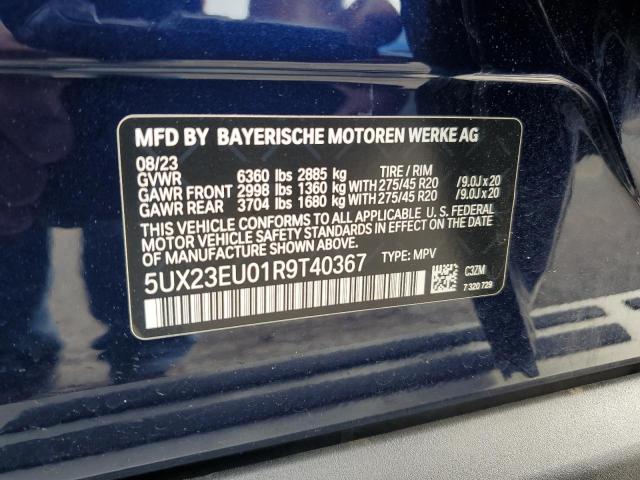 MFD BY BAYERISCHE MOTOREN WERKE AG
08/23
GVWR 6360 lbs 2885 kg TIRE / RIM
GAWR FRONT 2998 lbs 1360 kg WITH 275/45 R20 /9.0J x 20
GAWR REAR 3704 lbs 1680 kg WITH 275/45 R20 /9.0J x 20
THIS VEHICLE CONFORMS TO ALL APPLICABLE U. S. FEDERAL
MOTOR VEHICLE SAFETY STANDARDS IN EFFECT ON THE DATE
OF MANUFACTURE SHOWN ABOVE.
5UX23EU01R9T40367 TYPE: MPV
C3ZM
7 320 729